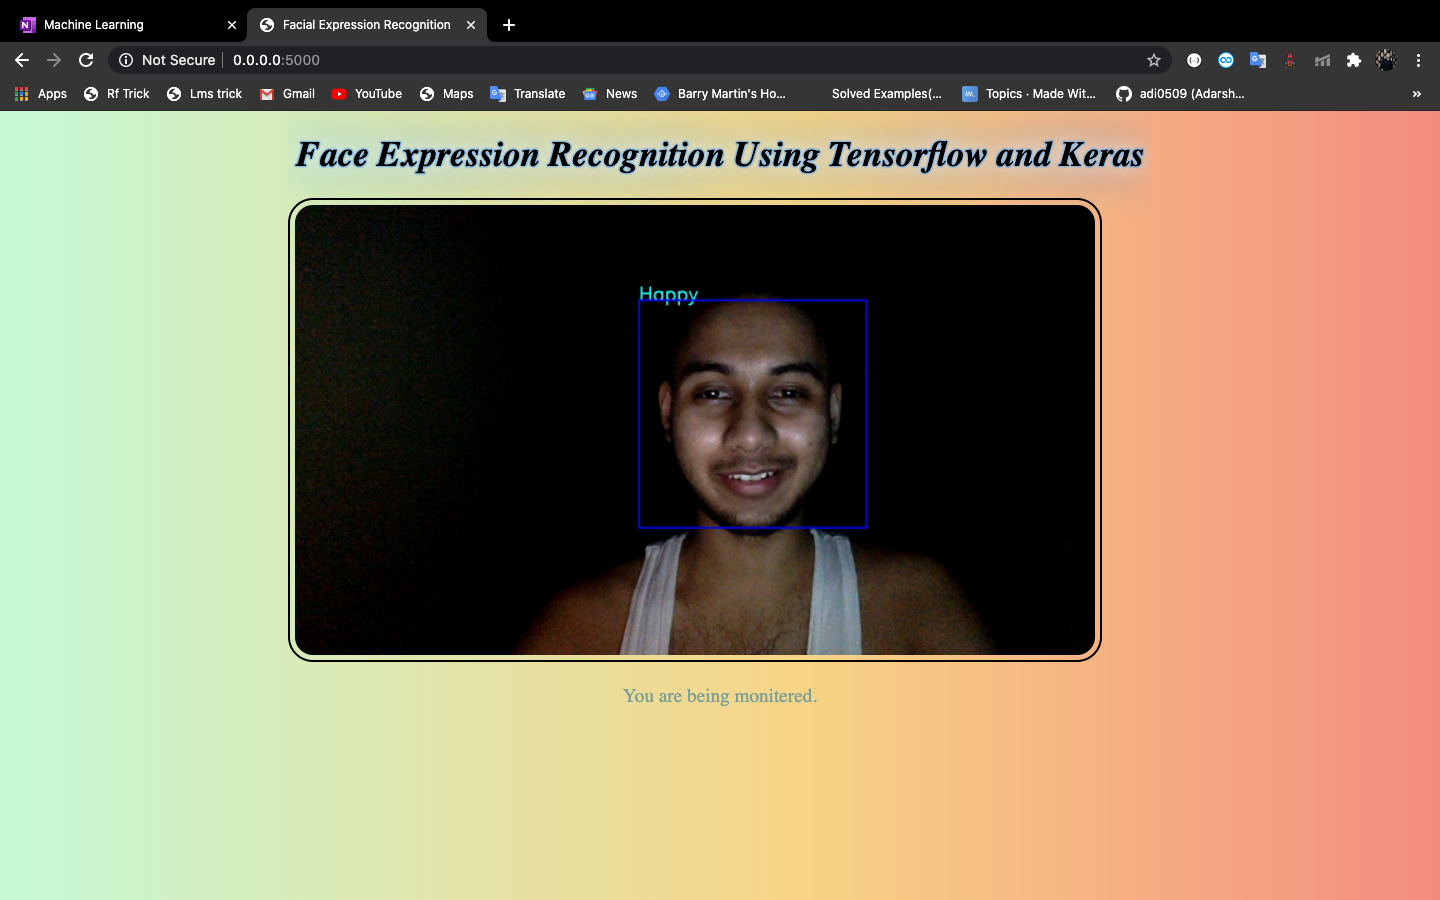 Machine Learning
Facial Expression Recognition
Not Secure 0.0.0.0:5000
Apps Rf Trick Lms trick Gmail YouTube Maps Translate News Barry Martin's Ho... Solved Examples(... Topics · Made Wit... adi0509 (Adarsh...
Face Expression Recognition Using Tensorflow and Keras
Happy
You are being monitered.